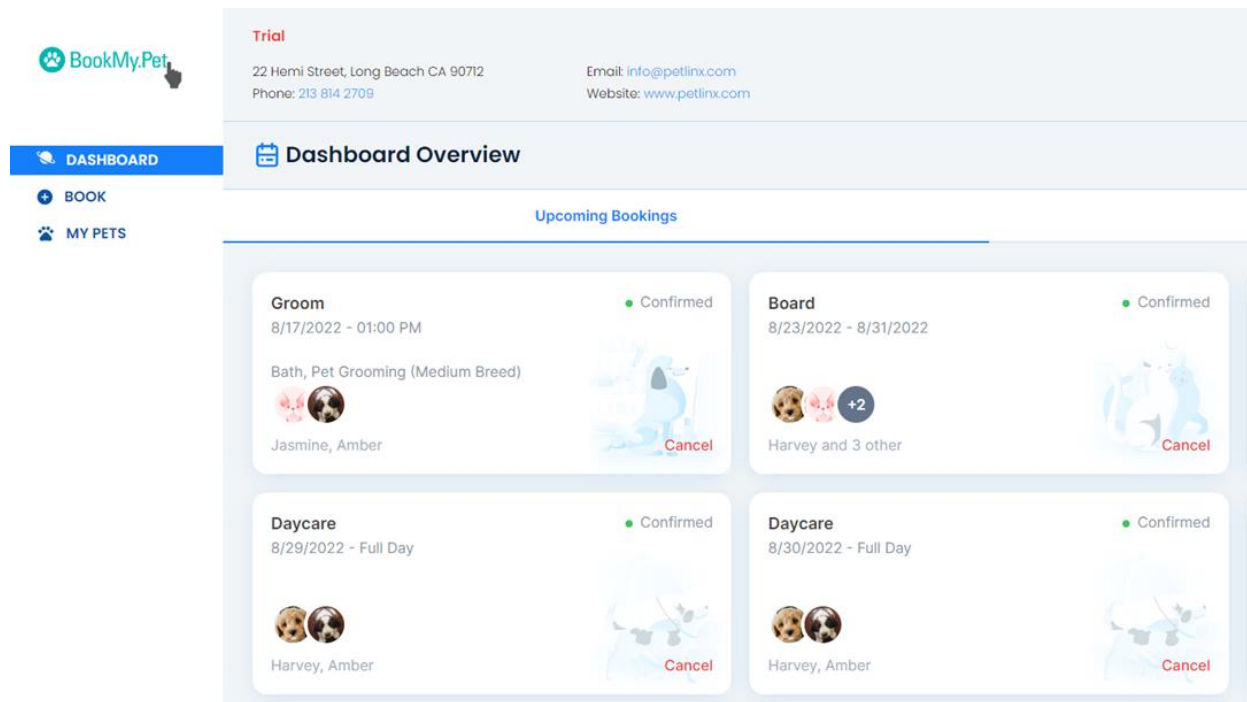 BookMy.Pet
Trial
22 Hemi Street, Long Beach CA 90712
Phone: 213 814 2709
Email: info@petlinx.com
Website: www.petlinx.com
DASHBOARD
BOOK
MY PETS
Dashboard Overview
Upcoming Bookings
Groom
Confirmed
8/17/2022 - 01:00 PM
Bath, Pet Grooming (Medium Breed)
Jasmine, Amber
Cancel
Board
Confirmed
8/23/2022 - 8/31/2022
+2
Harvey and 3 other
Cancel
Daycare
Confirmed
8/29/2022 - Full Day
Harvey, Amber
Cancel
Daycare
Confirmed
8/30/2022 - Full Day
Harvey, Amber
Cancel